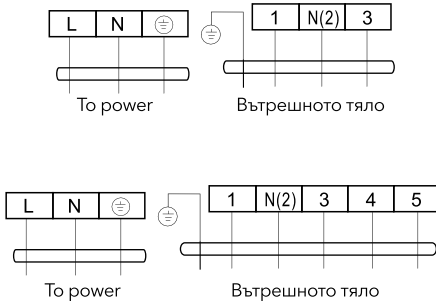 L N 1 N(2) 3
To power Вътрешното тяло
L N 1 N(2) 3 4 5
To power Вътрешното тяло